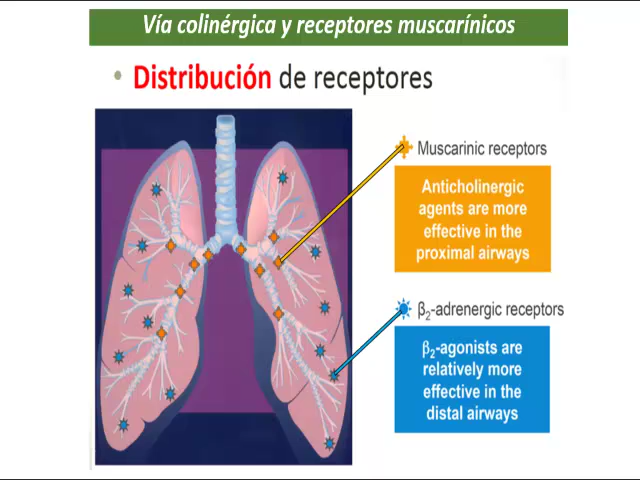 Vía colinérgica y receptores muscarínicos
• Distribución de receptores
Muscarinic receptors
Anticholinergic
agents are more
effective in the
proximal airways
β2-adrenergic receptors
β2-agonists are
relatively more
effective in the
distal airways